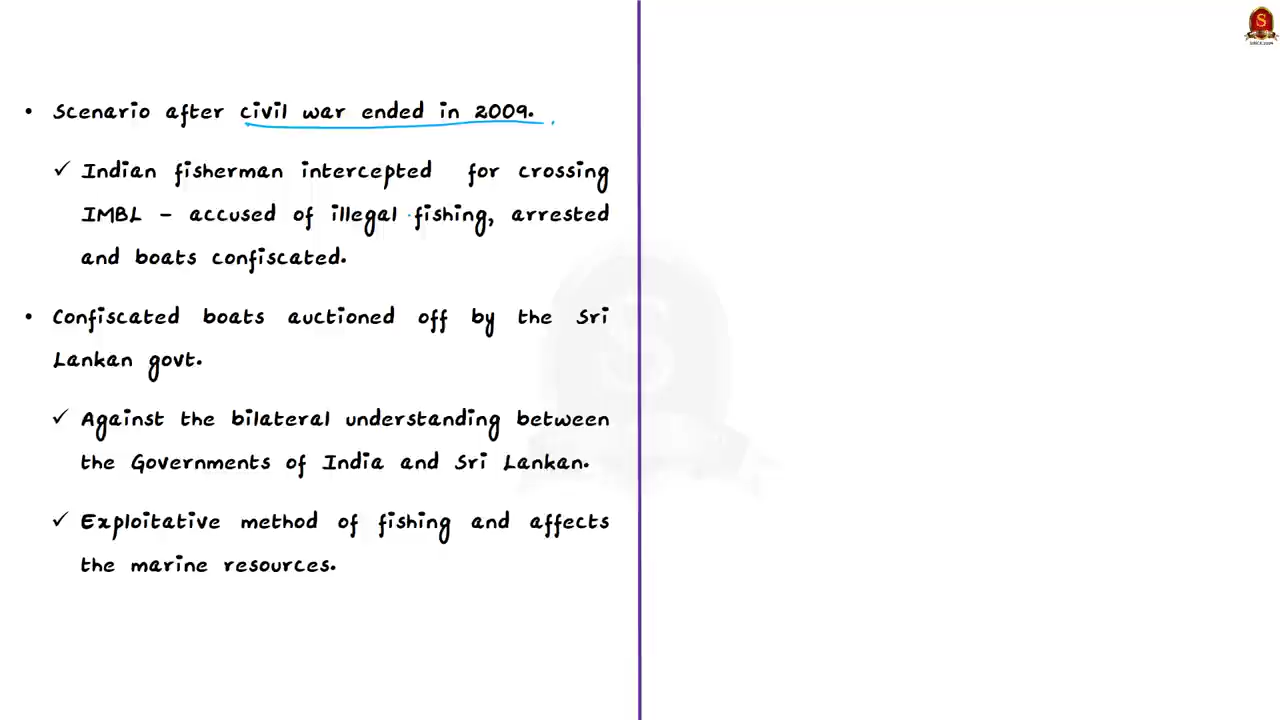 • Scenario after civil war ended in 2009.
✓ Indian fisherman intercepted for crossing
IMBL - accused of illegal fishing, arrested
and boats confiscated.
• Confiscated boats auctioned off by the Sri
Lankan govt.
✓ Against the bilateral understanding between
the Governments of India and Sri Lankan.
✓ Exploitative method of fishing and affects
the marine resources.
S
SINCE 2004